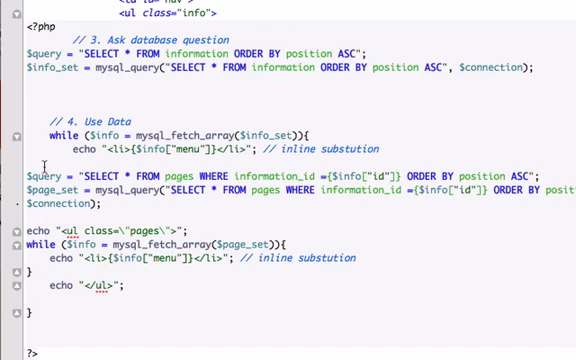 <ul class="info">
<?php
// 3. Ask database question
$query = "SELECT * FROM information ORDER BY position ASC";
$info_set = mysql_query("SELECT * FROM information ORDER BY position ASC", $connection);
// 4. Use Data
while ($info = mysql_fetch_array($info_set)){
echo "<li>{$info["menu"]}</li>"; // inline substution
$query = "SELECT * FROM pages WHERE information_id ={$info["id"]} ORDER BY position ASC";
$page_set = mysql_query("SELECT * FROM pages WHERE information_id ={$info["id"]} ORDER BY posit
$connection);
echo "<ul class=\"pages\">";
while ($info = mysql_fetch_array($page_set)){
echo "<li>{$info["menu"]}</li>"; // inline substution
}
echo "</ul>";
}
?>